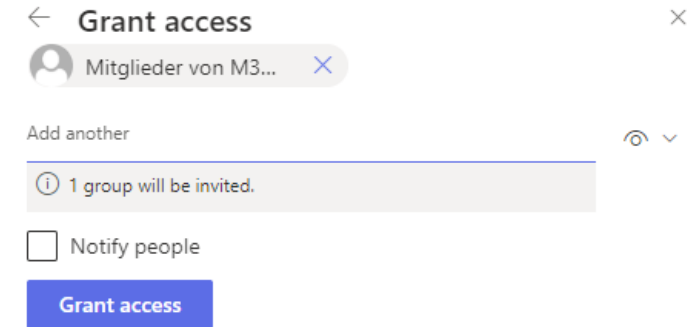 Grant access
Mitglieder von M3...
Add another
1 group will be invited.
Notify people
Grant access